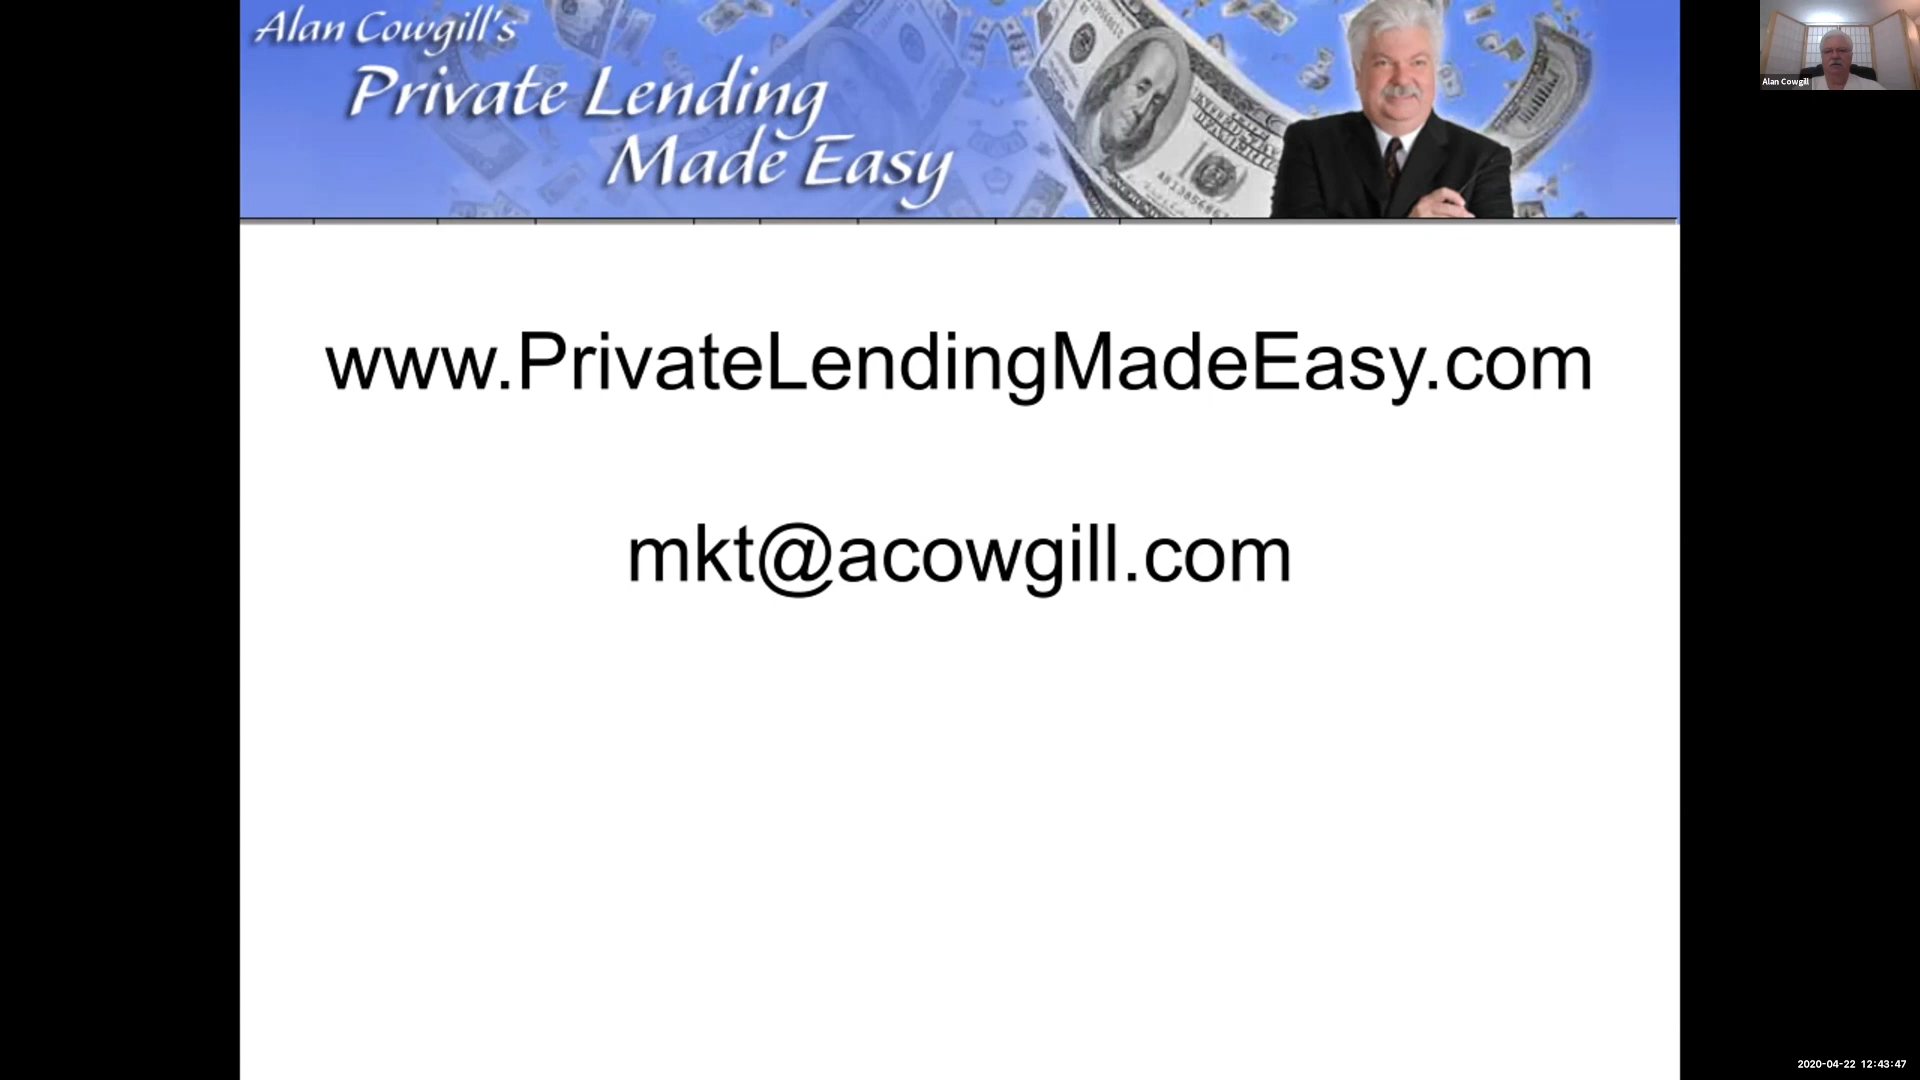 Alan Cowgill's
Private Lending
Made Easy
Alan Cowgill
www.PrivateLendingMadeEasy.com
mkt@acowgill.com
2020-04-22 12:43:47